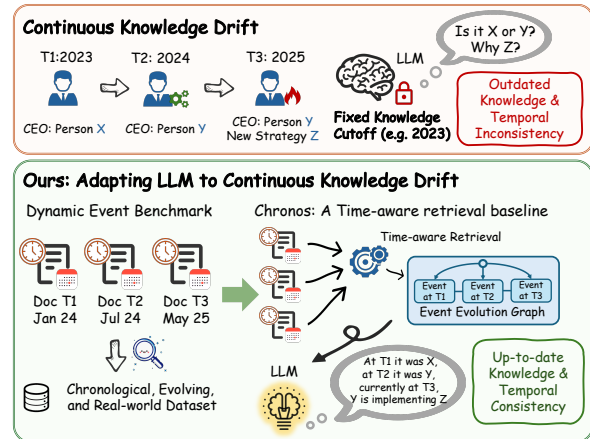 Continuous Knowledge Drift
T1:2023
T2: 2024
T3: 2025
CEO: Person X
CEO: Person Y
CEO: Person Y
New Strategy Z
LLM
Fixed Knowledge
Cutoff (e.g. 2023)
Is it X or Y?
Why Z?
Outdated
Knowledge &
Temporal
Inconsistency
Ours: Adapting LLM to Continuous Knowledge Drift
Dynamic Event Benchmark
Doc T1
Jan 24
Doc T2
Jul 24
Doc T3
May 25
Chronological, Evolving,
and Real-world Dataset
Chronos: A Time-aware retrieval baseline
Time-aware Retrieval
Event
at T1
Event
at T2
Event
at T3
Event Evolution Graph
LLM
At T1 it was X,
at T2 it was Y,
currently at T3,
Y is implementing Z
Up-to-date
Knowledge &
Temporal
Consistency